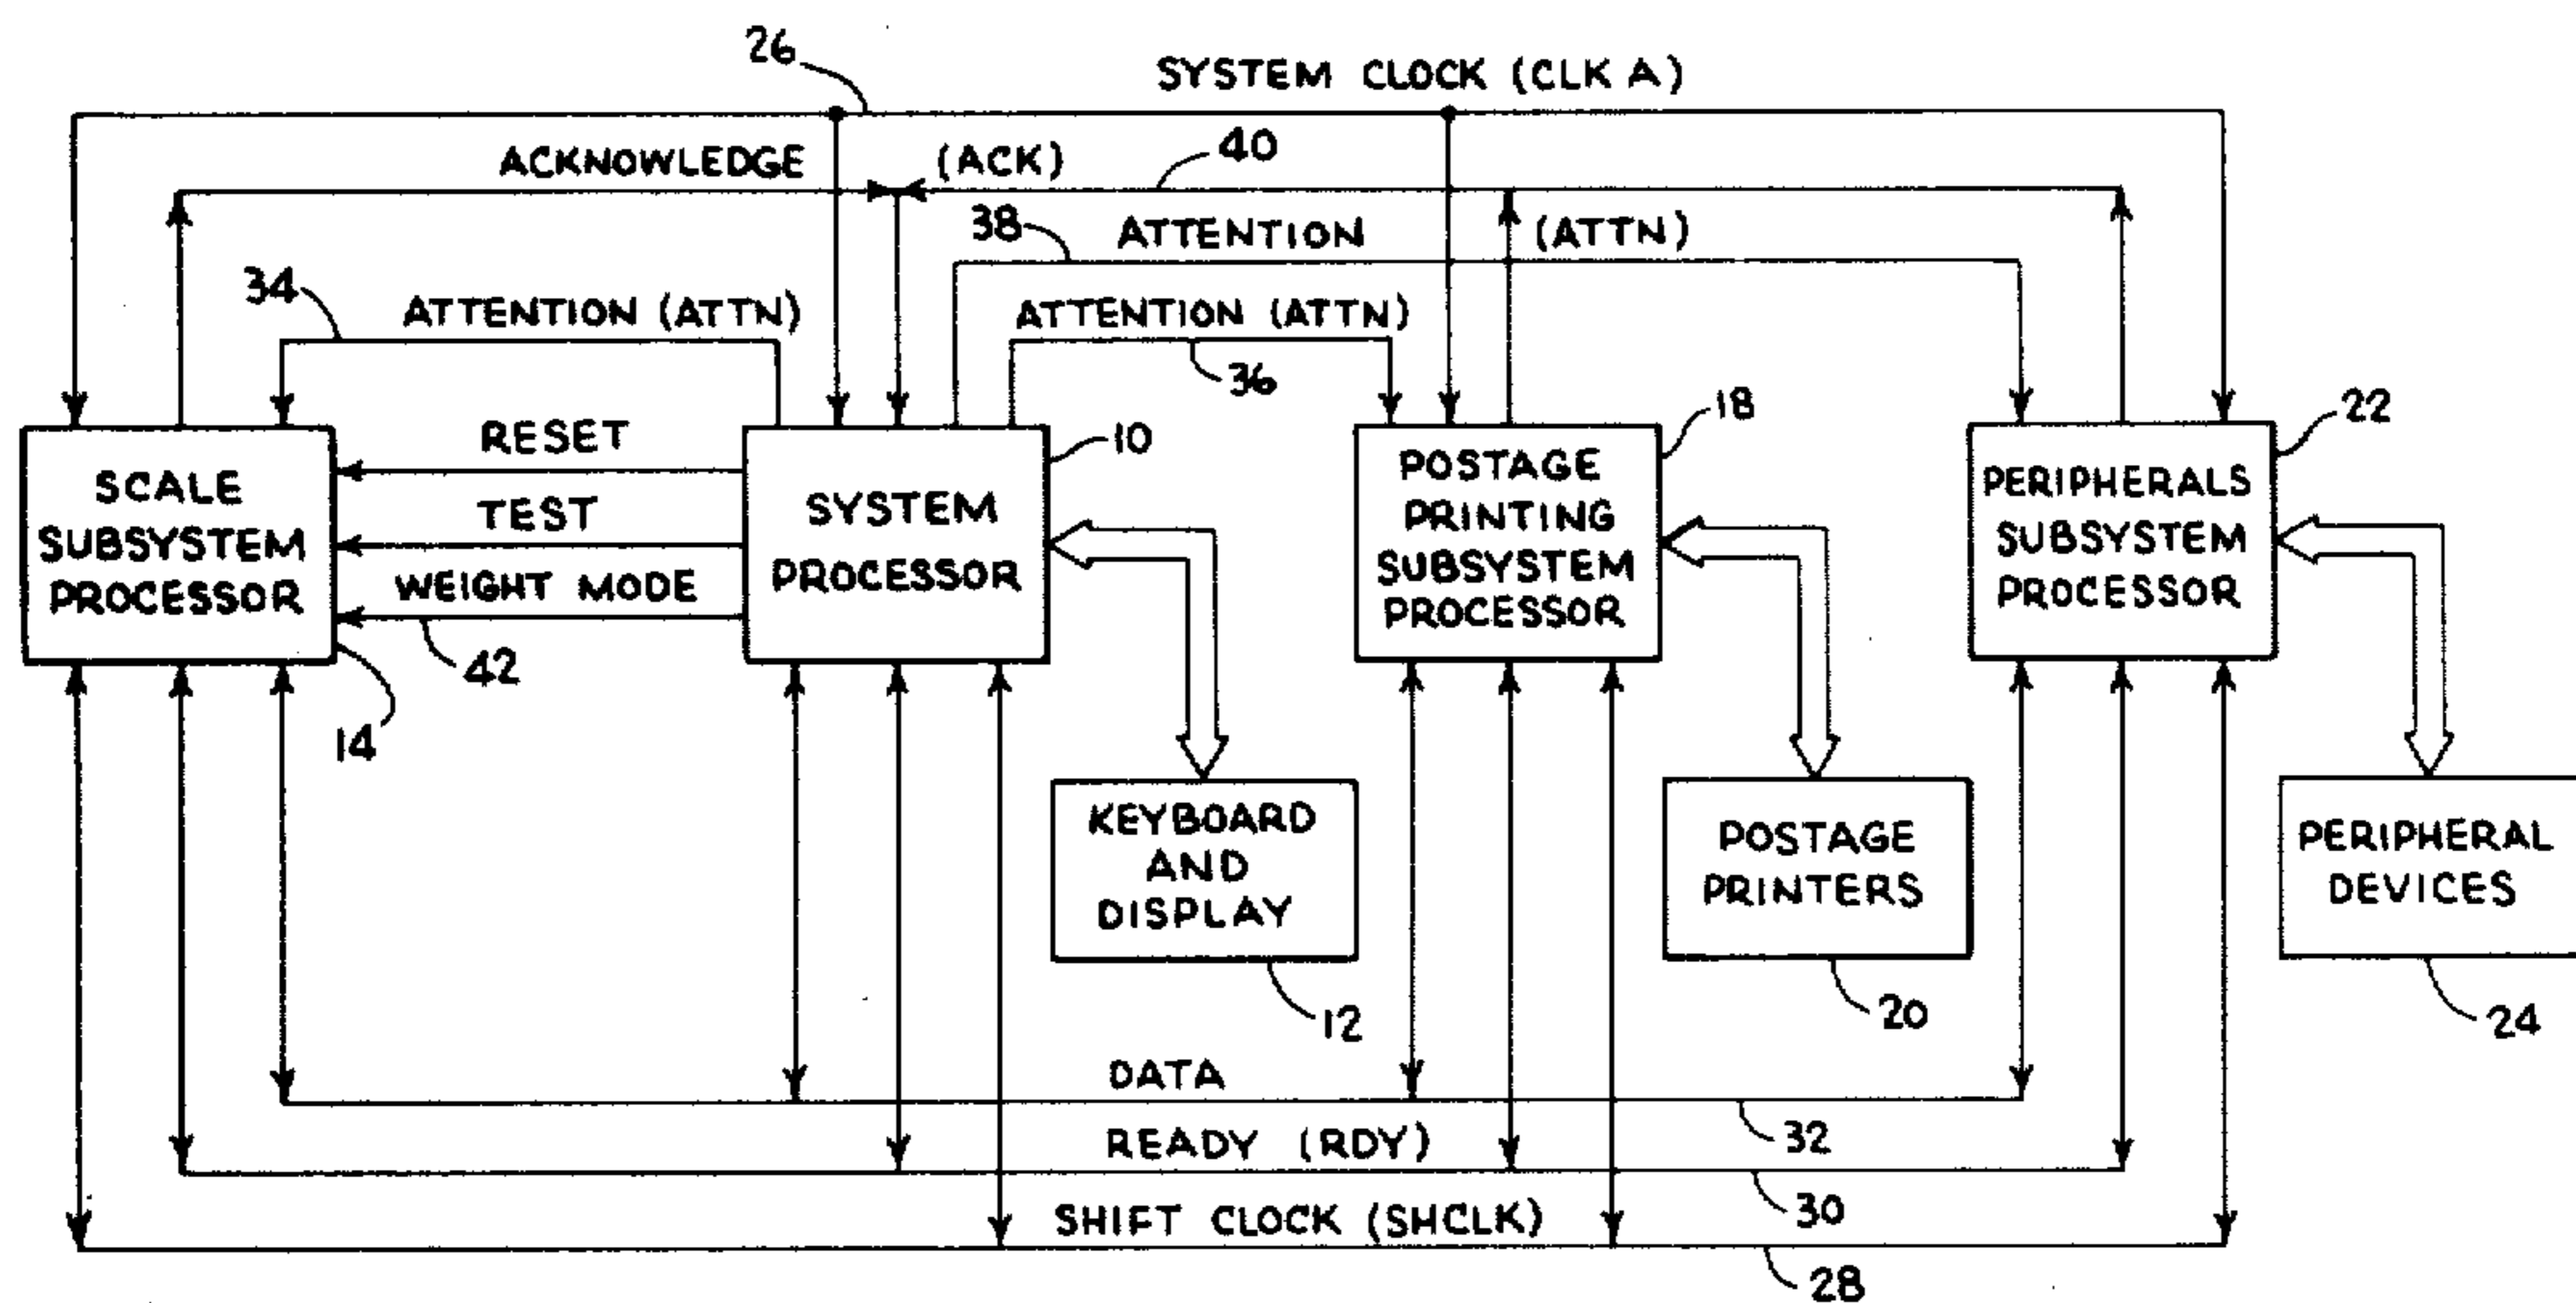 26
SYSTEM CLOCK (CLK A)
ACKNOWLEDGE (ACK)
40
38
ATTENTION (ATTN)
34
ATTENTION (ATTN)
ATTENTION (ATTN)
36
RESET
TEST
WEIGHT MODE
42
SCALE
SUBSYSTEM
PROCESSOR
14
SYSTEM
PROCESSOR
10
POSTAGE
PRINTING
SUBSYSTEM
PROCESSOR
18
PERIPHERALS
SUBSYSTEM
PROCESSOR
22
KEYBOARD
AND
DISPLAY
12
POSTAGE
PRINTERS
20
PERIPHERAL
DEVICES
24
DATA
32
READY (RDY)
30
SHIFT CLOCK (SHCLK)
28